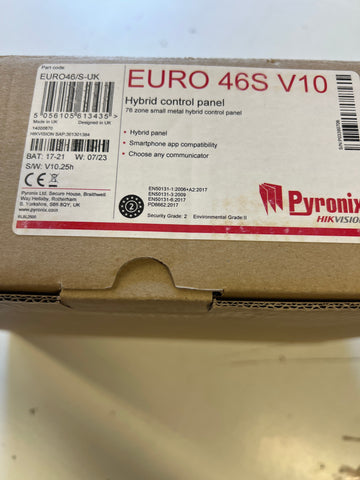 Part code:
EURO46/S-UK
5 056105 613435 >
Made in UK Designed in UK
14000870
HIKVISION SAP:301301384
BAT: 17-21 W: 07/23
S/W: V10.25h
CE
Pyronix Ltd, Secure House, Braithwell
Way Hellaby, Rotherham
S. Yorkshire, S66 8QY, UK
www.pyronix.com
EURO 46S V10
Hybrid control panel
76 zone small metal hybrid control panel
• Hybrid panel
• Smartphone app compatibility
• Choose any communicator
EN50131-1:2006+A2:2017
EN50131-3:2009
EN50131-6:2017
PD6662:2017
Security Grade: 2 Environmental Grade:II
2
Pyronix
HIKVISION